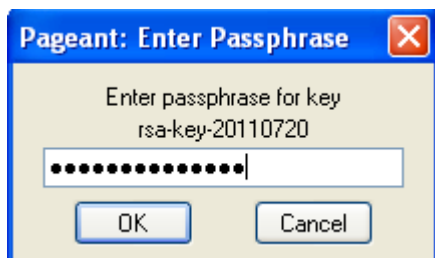 Pageant: Enter Passphrase
Enter passphrase for key
rsa-key-20110720
●●●●●●●●●●●●●●
OK Cancel